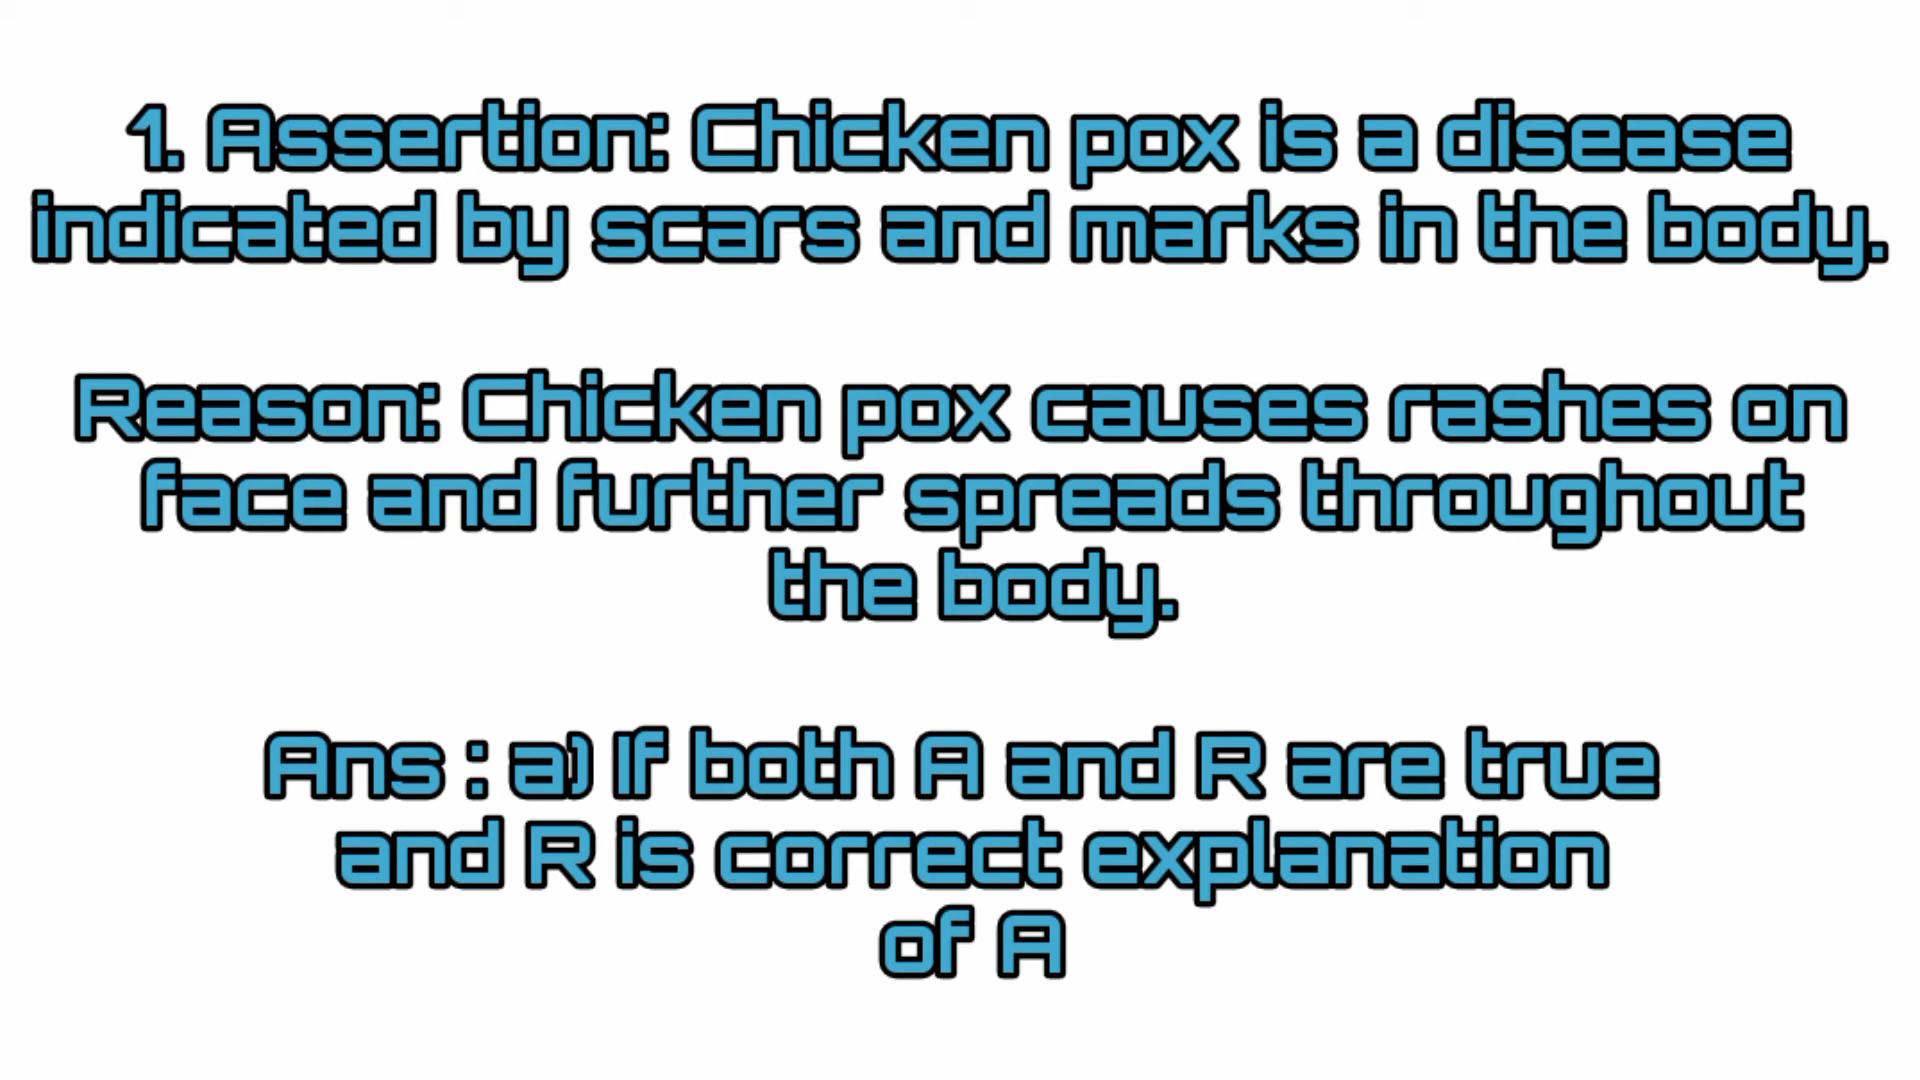 1. Assertion: Chicken pox is a disease
indicated by scars and marks in the body.
Reason: Chicken pox causes rashes on
face and further spreads throughout
the body.
Ans : a) If both A and R are true
and R is correct explanation
of A